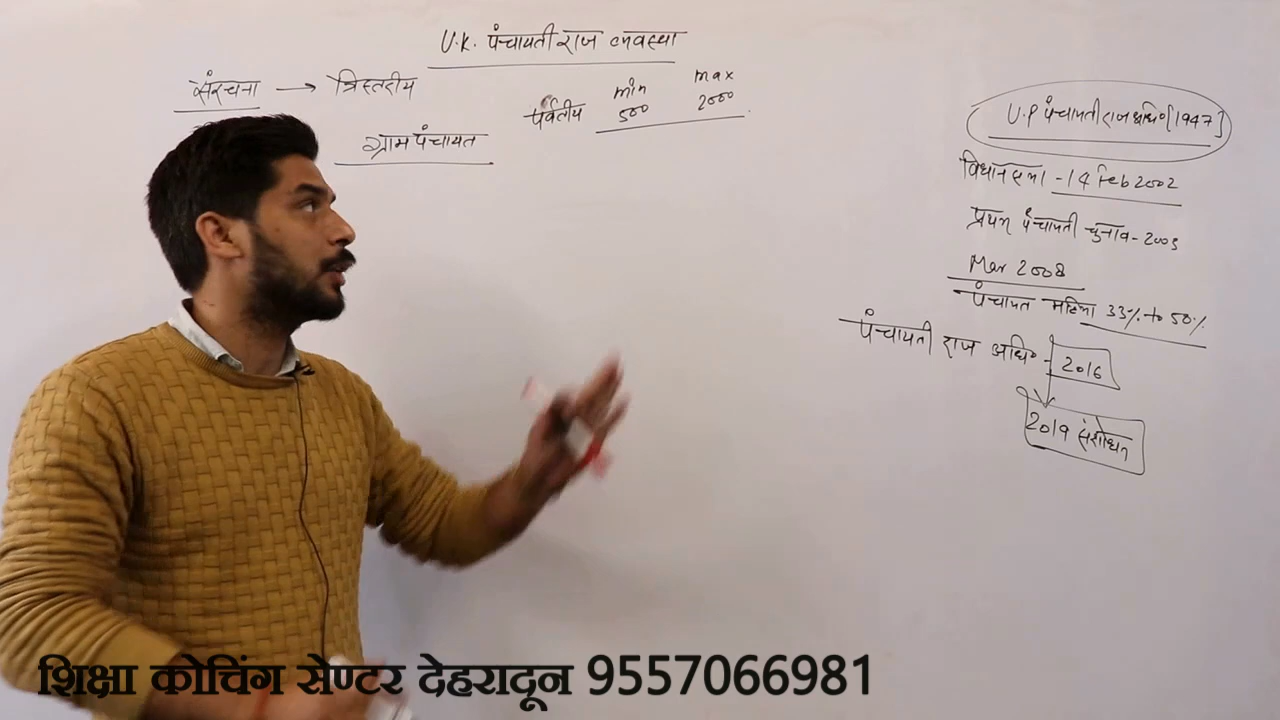 U.K. पंचायती राज व्यवस्था
संरचना → त्रिस्तरीय
min max
पर्वतीय 500 2000
ग्राम पंचायत
U.P पंचायती राज अधि० [1947]
विधानसभा - 14 Feb 2002
प्रथम पंचायती चुनाव - 2003
Mar 2008
पंचायत महिला 33% to 50%
पंचायती राज अधि० - 2016
2019 संशोधन
शिक्षा कोचिंग सेण्टर देहरादून 9557066981